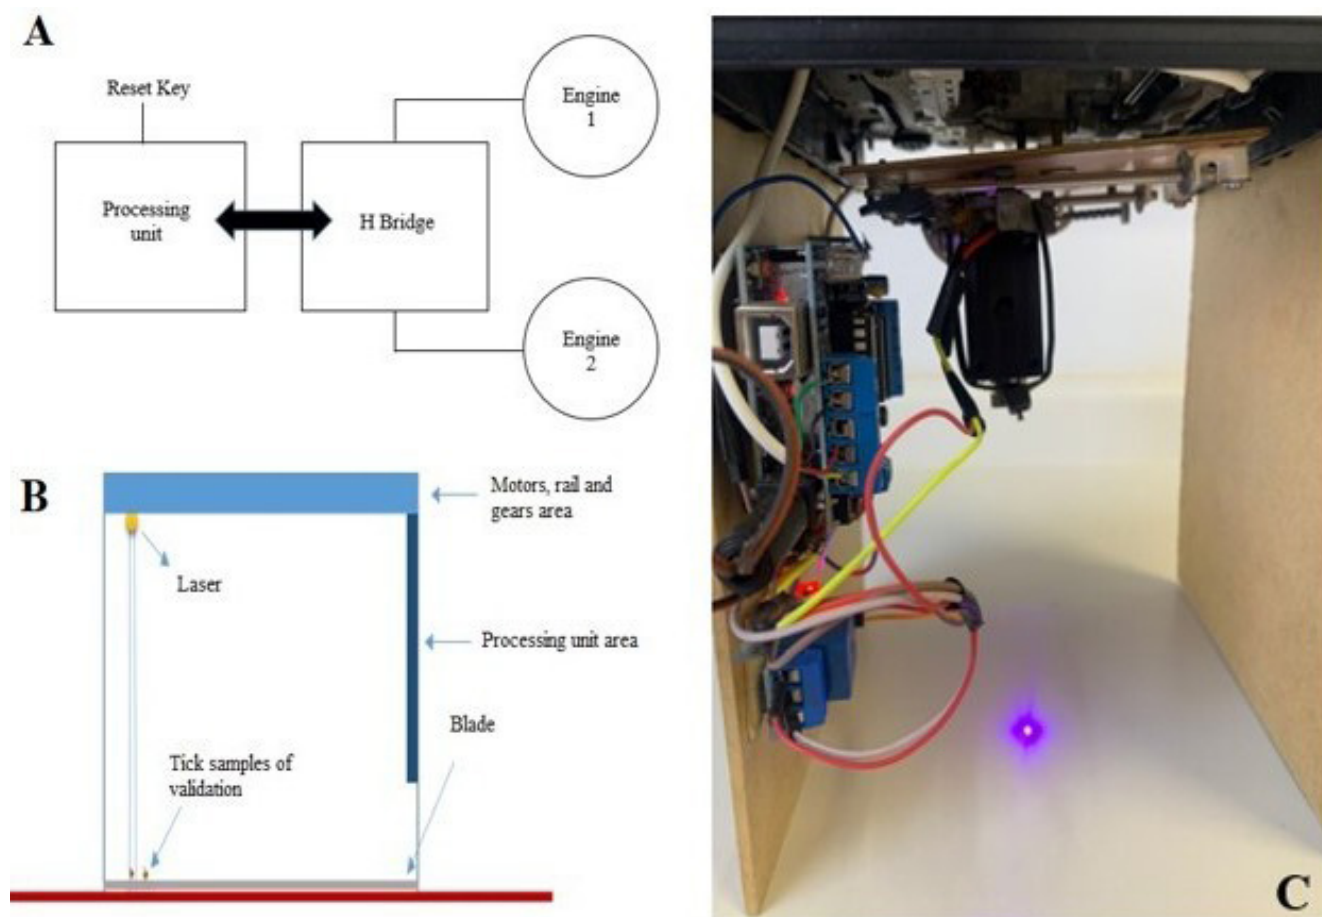 A
Reset Key
Processing
unit
H Bridge
Engine
1
Engine
2
B
Motors, rail and
gears area
Laser
Processing unit area
Blade
Tick samples of
validation
C